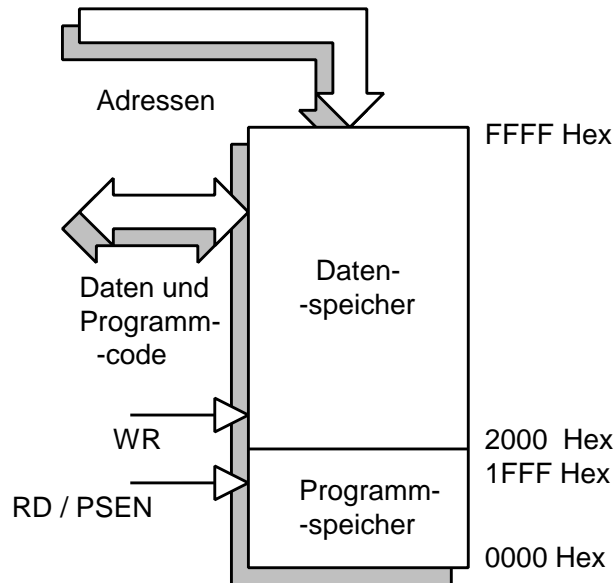 Adressen
FFFF Hex
Daten und
Programm-
-code
Daten-
-speicher
WR
2000  Hex
1FFF Hex
RD / PSEN
Programm-
-speicher
0000 Hex